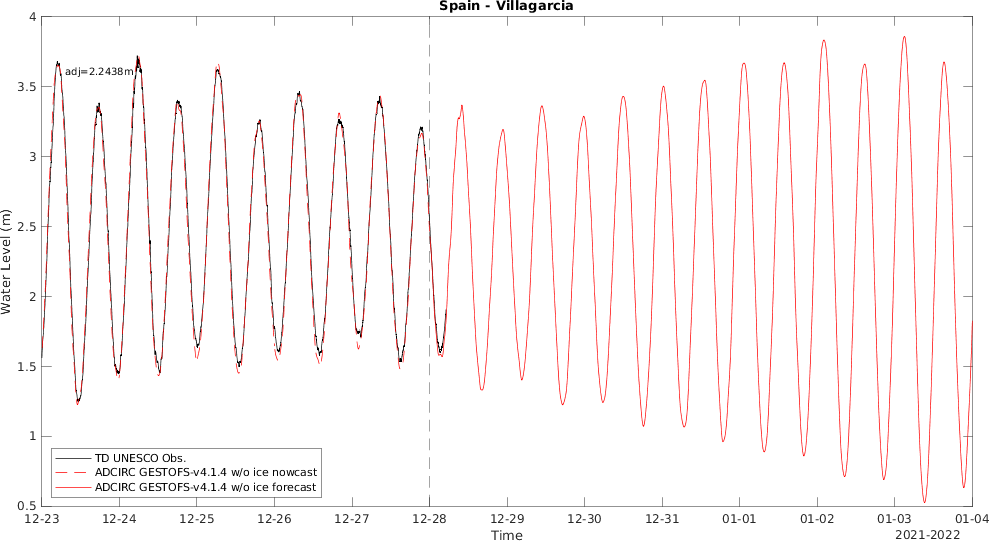 Spain - Villagarcia
4
3.5
3
2.5
2
1.5
1
0.5
Water Level (m)
adj=2.2438m
TD UNESCO Obs.
ADCIRC GESTOFS-v4.1.4 w/o ice nowcast
ADCIRC GESTOFS-v4.1.4 w/o ice forecast
12-23 12-24 12-25 12-26 12-27 12-28 12-29 12-30 12-31 01-01 01-02 01-03 01-04
Time
2021-2022